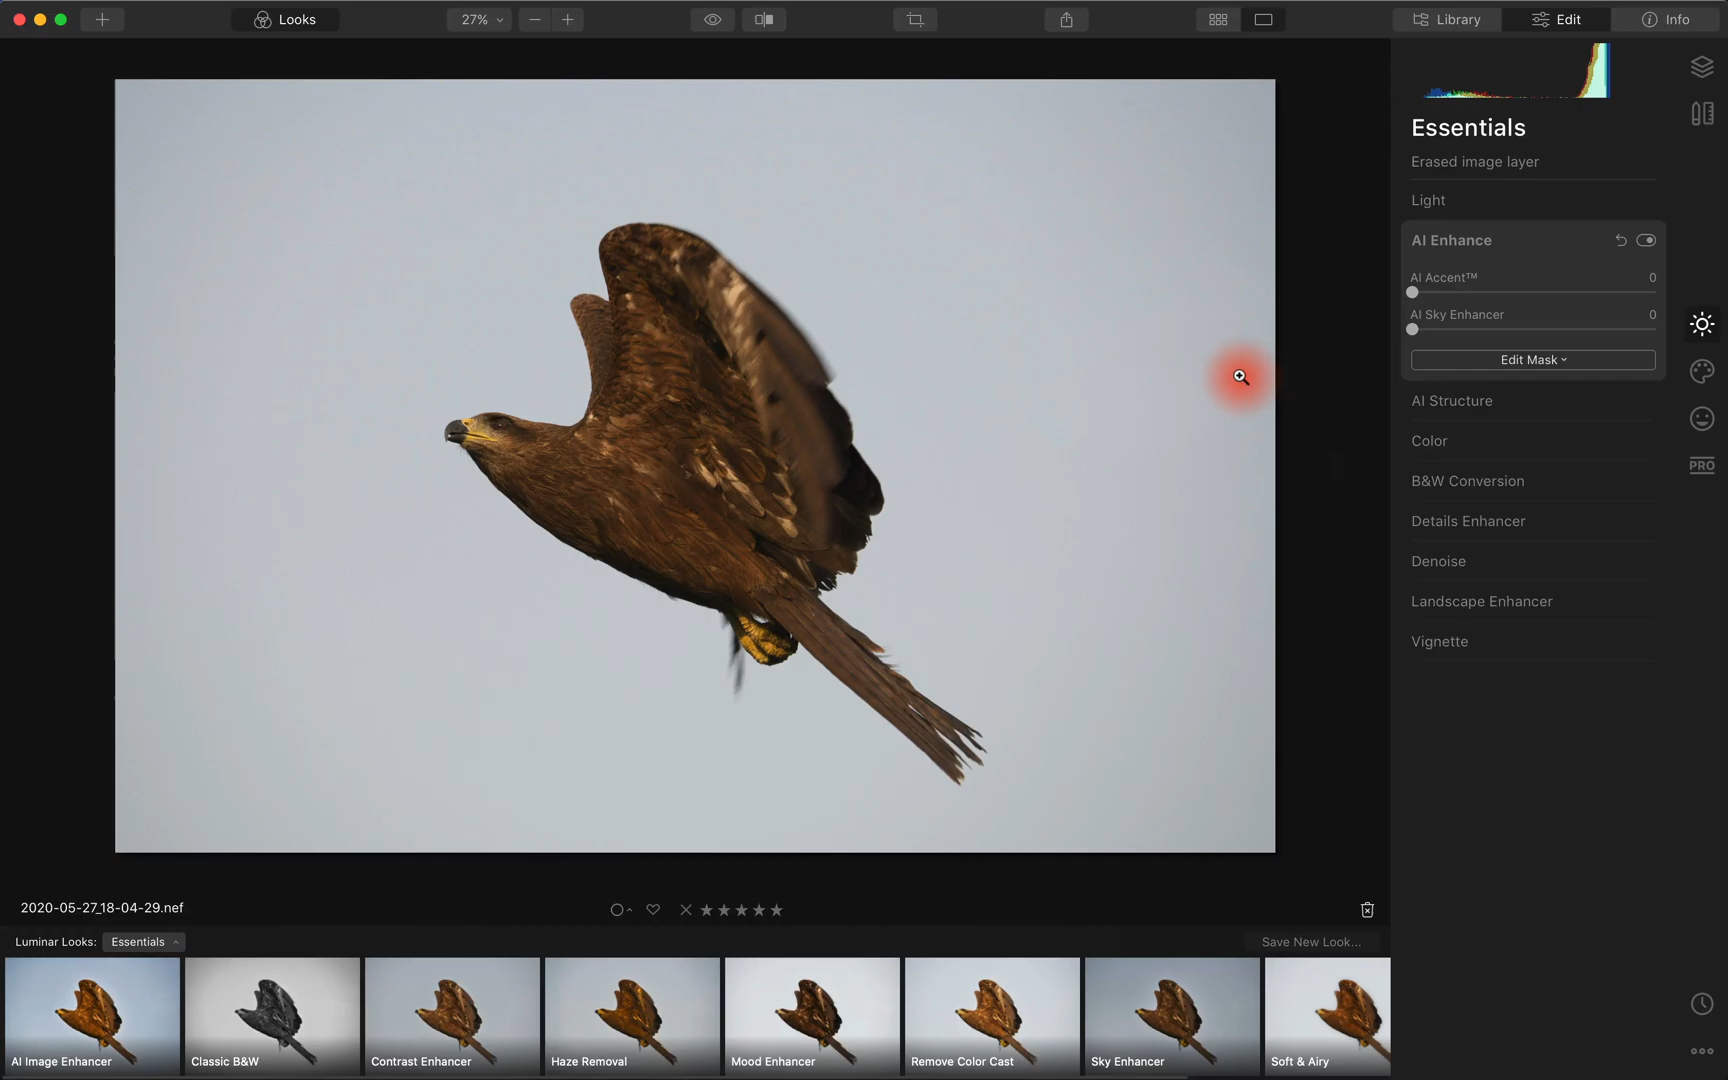 Looks
27%
Library
Edit
Info
Essentials
Erased image layer
Light
AI Enhance
AI Accent™
0
AI Sky Enhancer
0
Edit Mask
AI Structure
Color
B&W Conversion
Details Enhancer
Denoise
Landscape Enhancer
Vignette
PRO
2020-05-27_18-04-29.nef
Luminar Looks:
Essentials
Save New Look...
AI Image Enhancer
Classic B&W
Contrast Enhancer
Haze Removal
Mood Enhancer
Remove Color Cast
Sky Enhancer
Soft & Airy